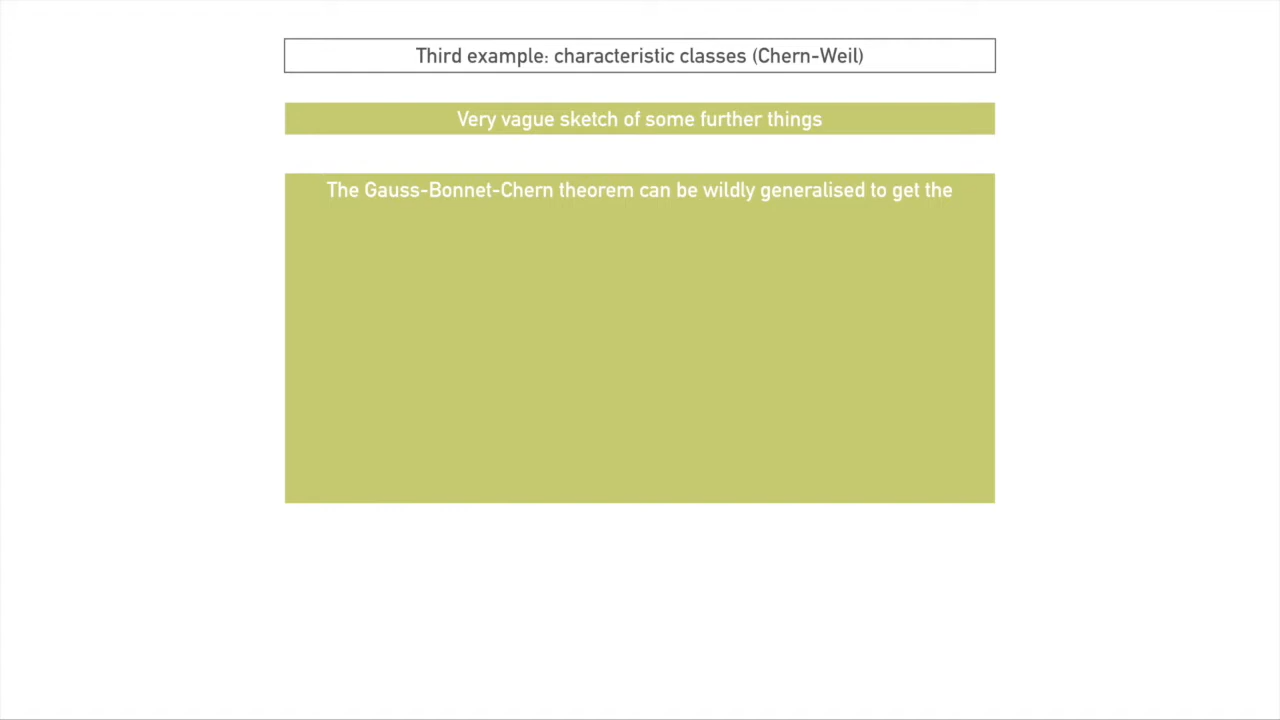 Third example: characteristic classes (Chern-Weil)
Very vague sketch of some further things
The Gauss-Bonnet-Chern theorem can be wildly generalised to get the